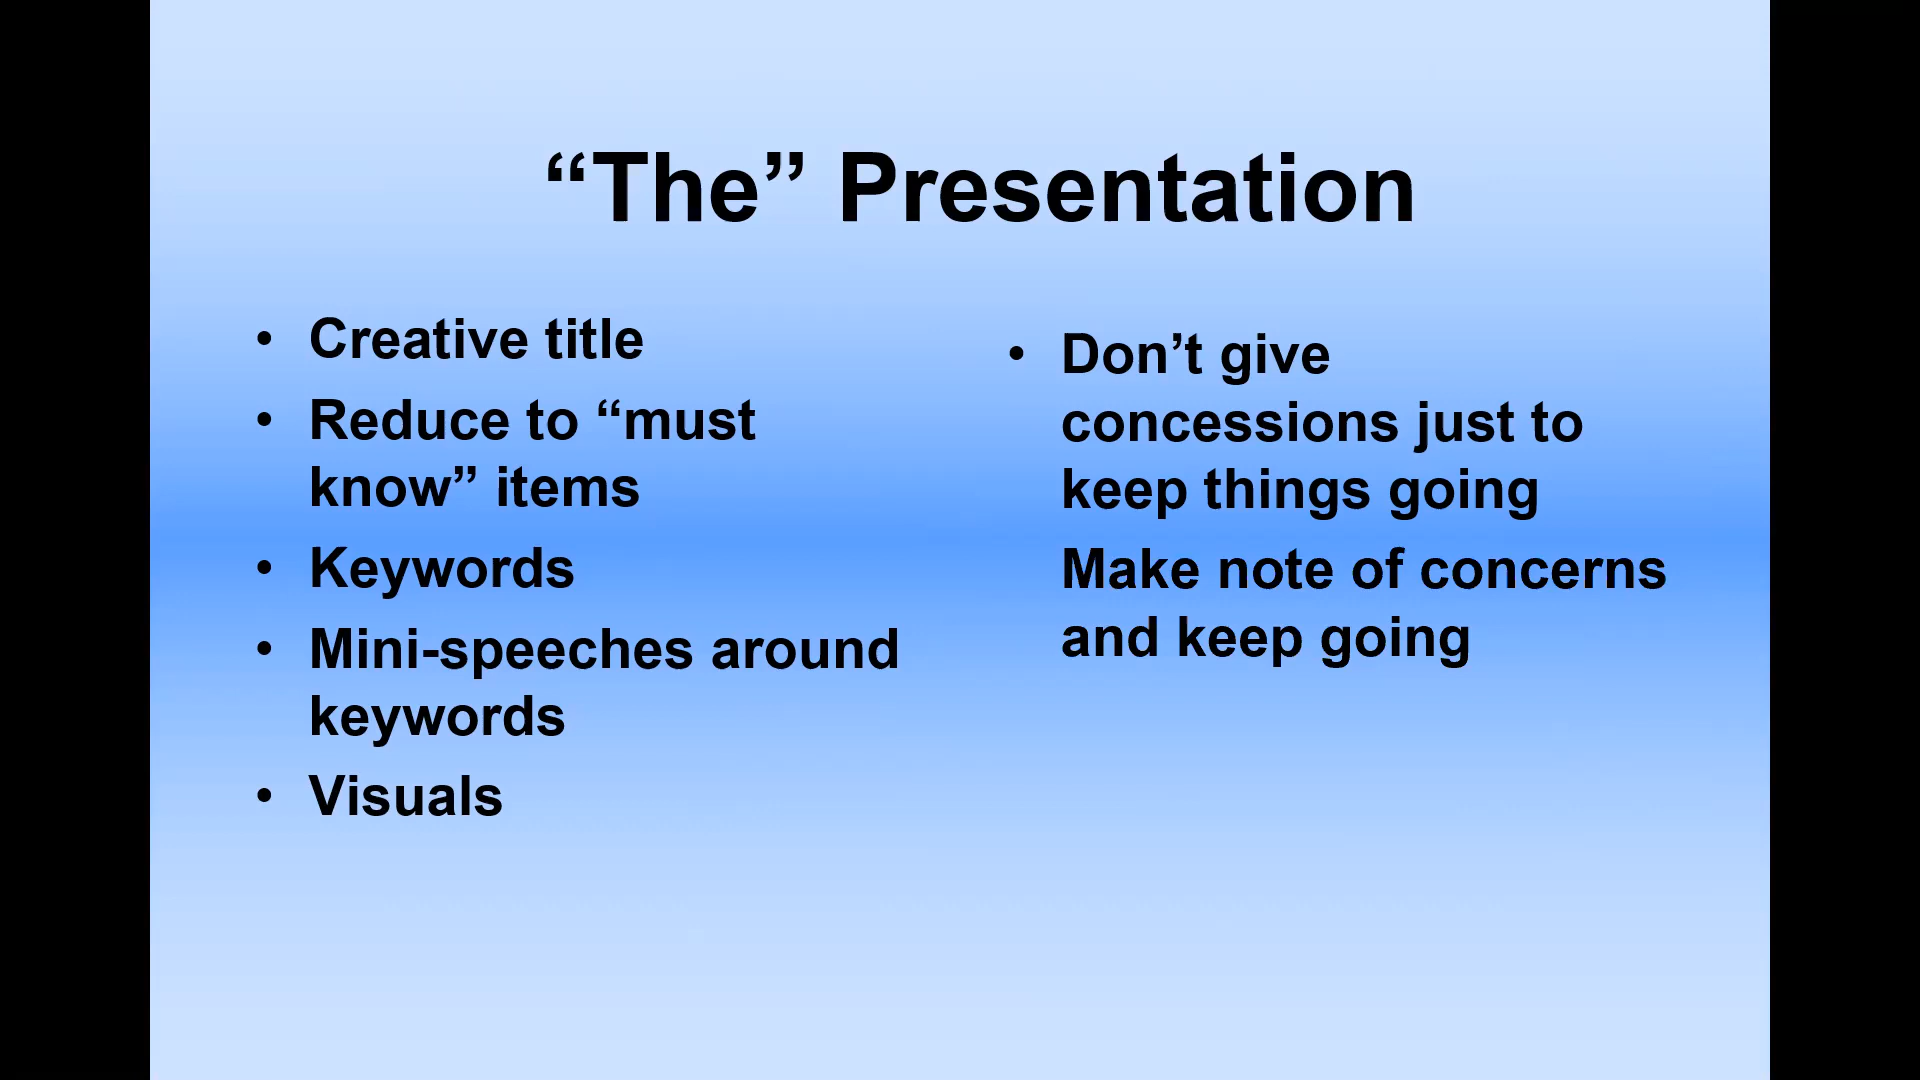 “The” Presentation
• Creative title
• Reduce to “must
know” items
• Keywords
• Mini-speeches around
keywords
• Visuals
• Don’t give
concessions just to
keep things going
Make note of concerns
and keep going